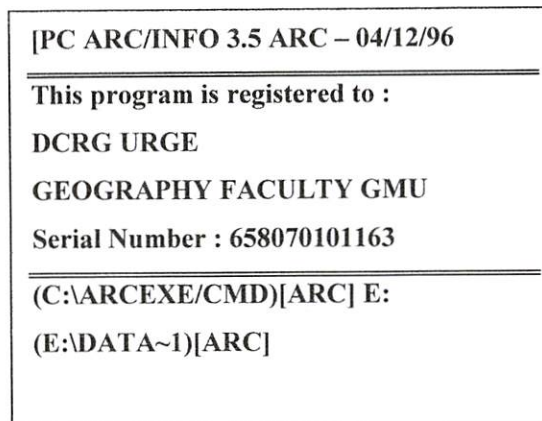 [PC ARC/INFO 3.5 ARC – 04/12/96
This program is registered to :
DCRG URGE
GEOGRAPHY FACULTY GMU
Serial Number : 658070101163
(C:\ARCEXE/CMD)[ARC] E:
(E:\DATA~1)[ARC]